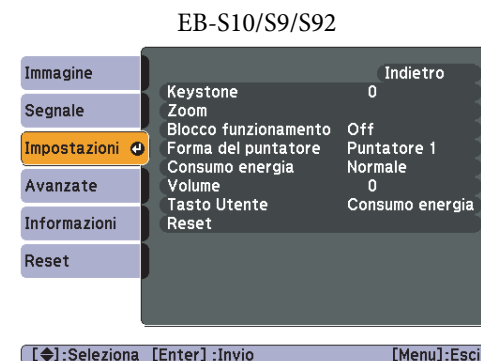 EB-S10/S9/S92
Immagine
Segnale
Impostazioni
Avanzate
Informazioni
Reset
Indietro
Keystone 0
Zoom
Blocco funzionamento Off
Forma del puntatore Puntatore 1
Consumo energia Normale
Volume 0
Tasto Utente Consumo energia
Reset
[◆]:Seleziona [Enter] :Invio [Menu]:Esci